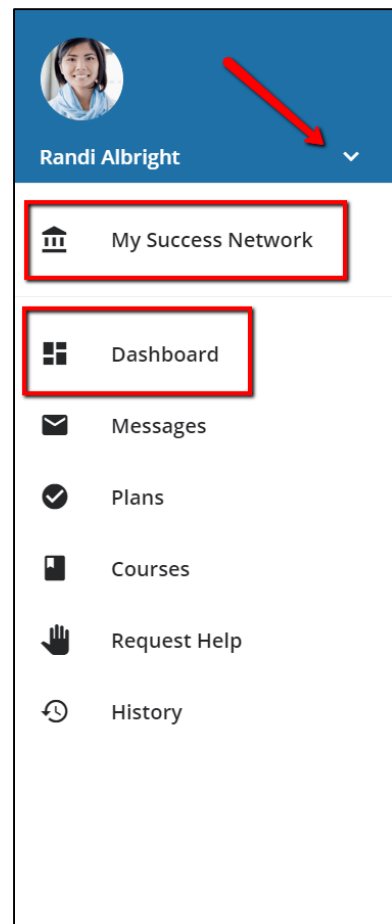 Randi Albright
My Success Network
Dashboard
Messages
Plans
Courses
Request Help
History